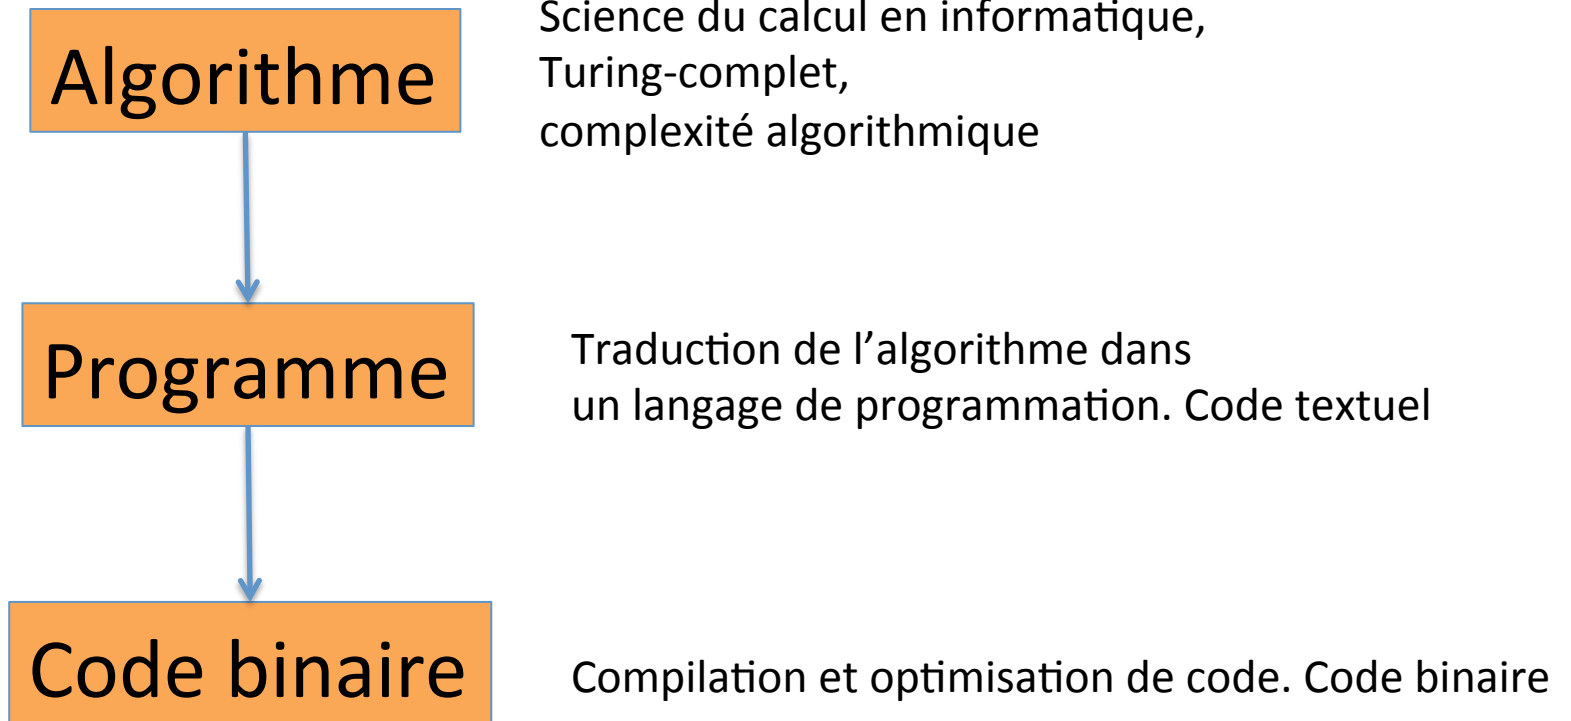 Algorithme
Science du calcul en informatique,
Turing-complet,
complexité algorithmique
Programme
Traduction de l’algorithme dans
un langage de programmation. Code textuel
Code binaire
Compilation et optimisation de code. Code binaire